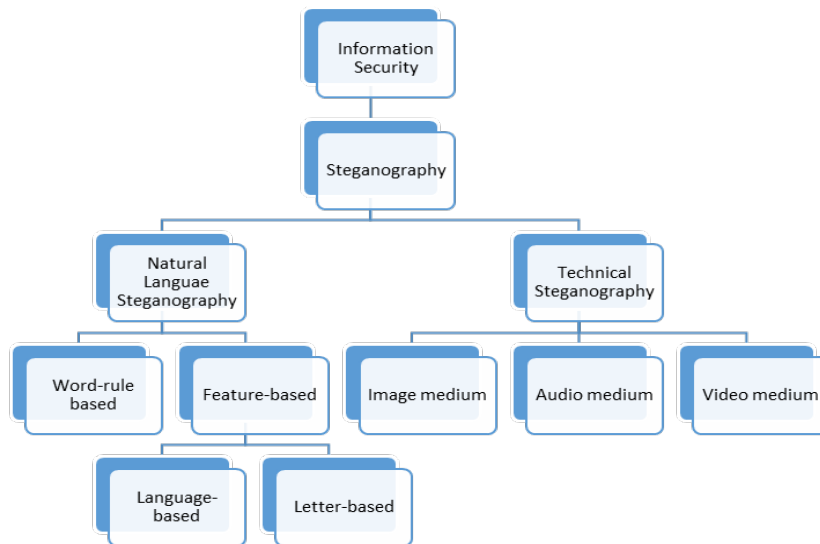 Information
Security
Steganography
Natural
Languae
Steganography
Technical
Steganography
Word-rule
based
Feature-based
Image medium
Audio medium
Video medium
Language-
based
Letter-based